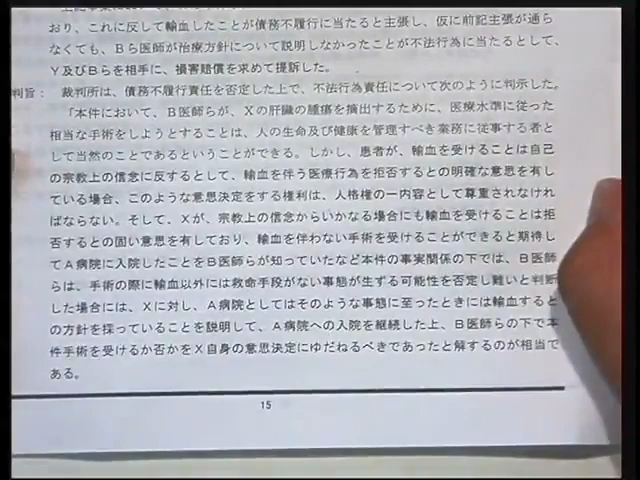 おり、これに反して輸血したことが債務不履行に当たると主張し、仮に前記主張が通ら
なくても、Bら医師が治療方針について説明しなかったことが不法行為に当たるとして、
Y及びBらを相手に、損害賠償を求めて提訴した。
判旨： 裁判所は、債務不履行責任を否定した上で、不法行為責任について次のように判示した。
「本件において、B医師らが、Xの肝臓の腫瘍を摘出するために、医療水準に従った
相当な手術をしようとすることは、人の生命及び健康を管理すべき業務に従事する者と
して当然のことであるということができる。しかし、患者が、輸血を受けることは自己
の宗教上の信念に反するとして、輸血を伴う医療行為を拒否するとの明確な意思を有し
ている場合、このような意思決定をする権利は、人格権の一内容として尊重されなけれ
ばならない。そして、Xが、宗教上の信念からいかなる場合にも輸血を受けることは拒
否するとの固い意思を有しており、輸血を伴わない手術を受けることができると期待し
てA病院に入院したことをB医師らが知っていたなど本件の事実関係の下では、B医師
らは、手術の際に輸血以外には救命手段がない事態が生ずる可能性を否定し難いと判断
した場合には、Xに対し、A病院としてはそのような事態に至ったときには輸血すると
の方針を採っていることを説明して、A病院への入院を継続した上、B医師らの下で本
件手術を受けるか否かをX自身の意思決定にゆだねるべきであったと解するのが相当で
ある。
15